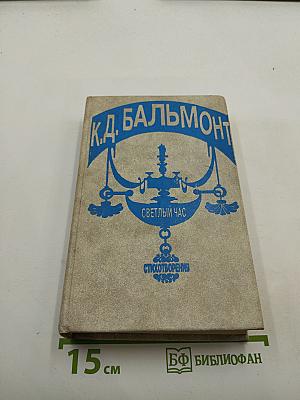 К.Д. БАЛЬМОНТ
СВЕТЛЫЙ ЧАС
СТИХОТВОРЕНИЯ
15 см
БФ БИБЛИОФАН